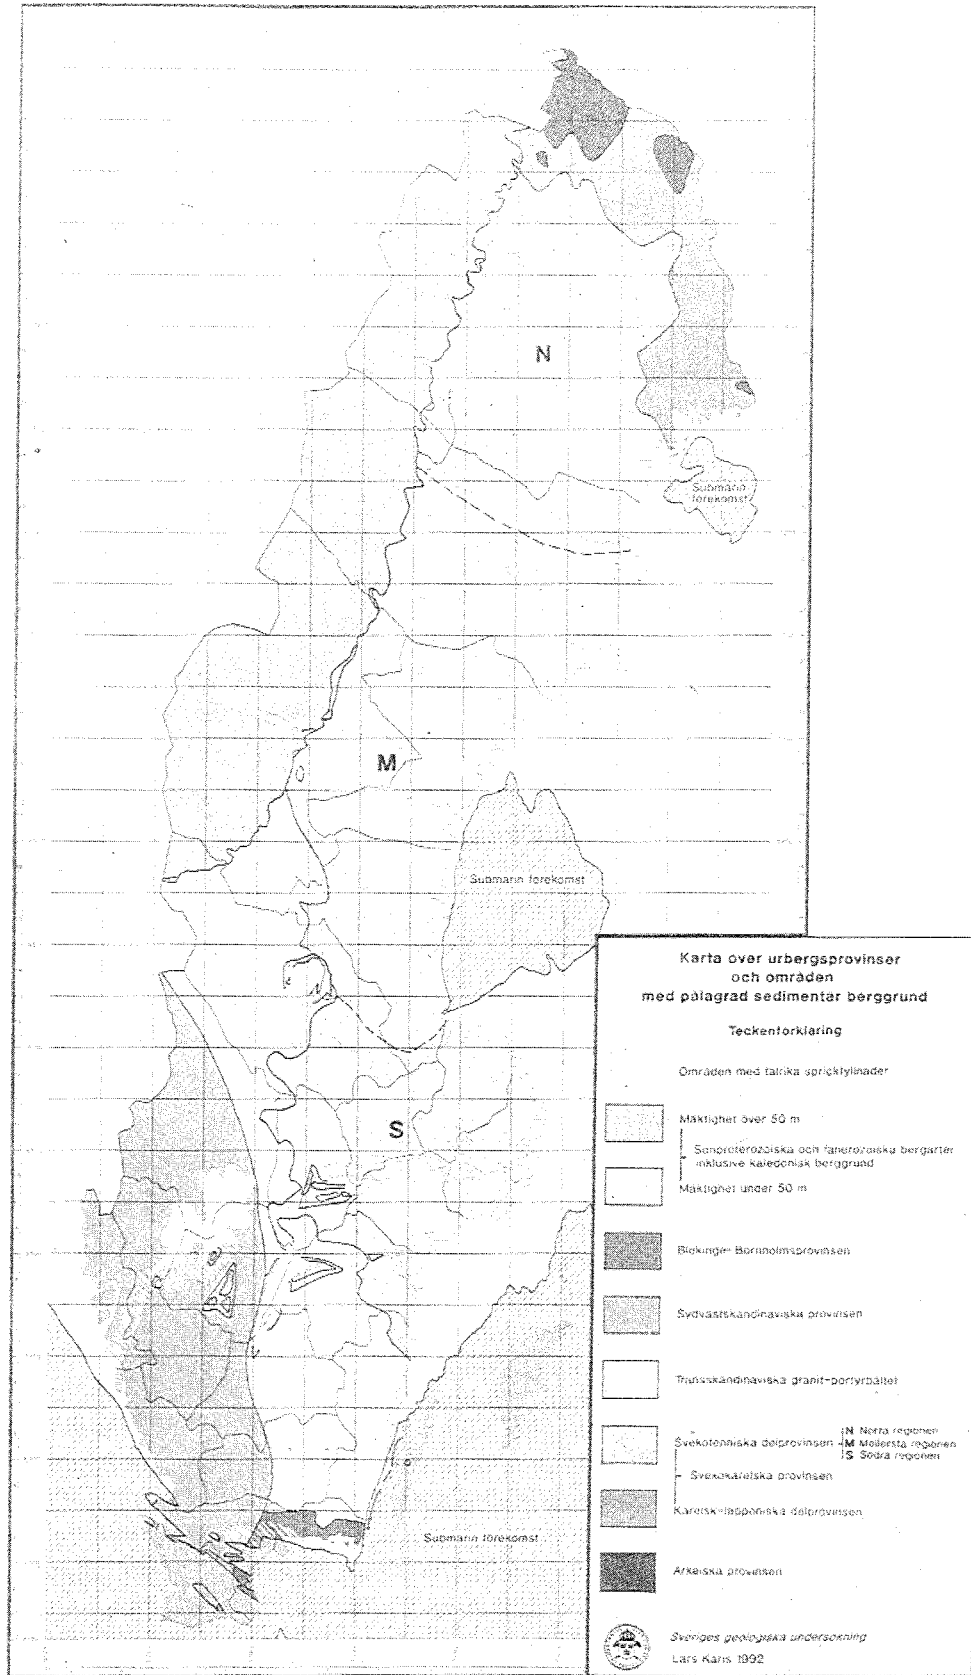 N
Submarin
förekomst
M
Submarin förekomst
S
Submarin förekomst
Karta över urbergsprovinser
och områden
med pålagrad sedimentär berggrund
Teckenförklaring
Områden med talrika sprickfyllnader
Mäktighet över 50 m
Senproterozoiska och fanerozoiska bergarter
inklusive kaledonisk berggrund
Mäktighet under 50 m
Blekinge-Bornholmsprovinsen
Sydvästskandinaviska provinsen
Transskandinaviska granit-porfyrbältet
Svekofenniska delprovinsen
N Norra regionen
M Mellersta regionen
S Södra regionen
Svekokarelska provinsen
Karelsk-lapponiska delprovinsen
Arkeiska provinsen
Sveriges geologiska undersökning
Lars Karis 1992